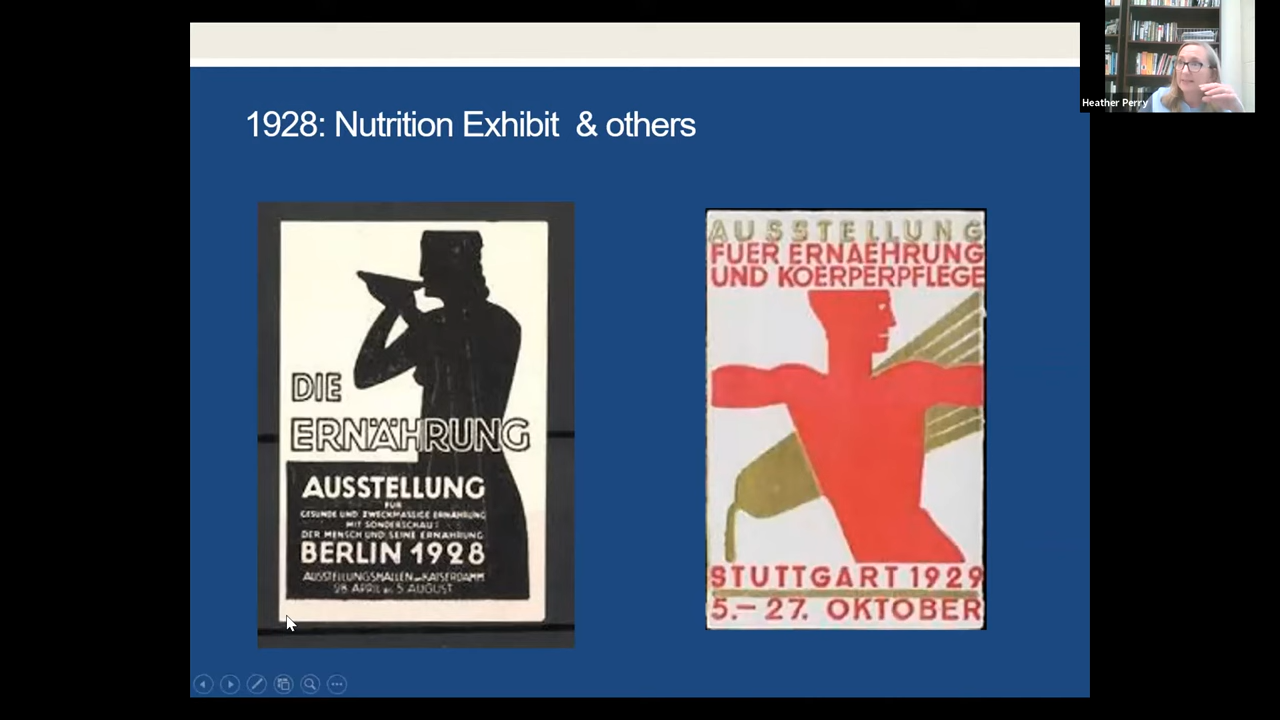 Heather Perry
1928: Nutrition Exhibit & others
DIE
ERNÄHRUNG
AUSSTELLUNG
FÜR
GESUNDE UND ZWECKMÄSSIGE ERNÄHRUNG
MIT SONDERSCHAU:
DER MENSCH UND SEINE ERNÄHRUNG
BERLIN 1928
AUSSTELLUNGSHALLEN AM KAISERDAMM
28. APRIL BIS 5. AUGUST
AUSSTELLUNG
FUER ERNAEHRUNG
UND KOERPERPFLEGE
STUTTGART 1929
5.– 27. OKTOBER